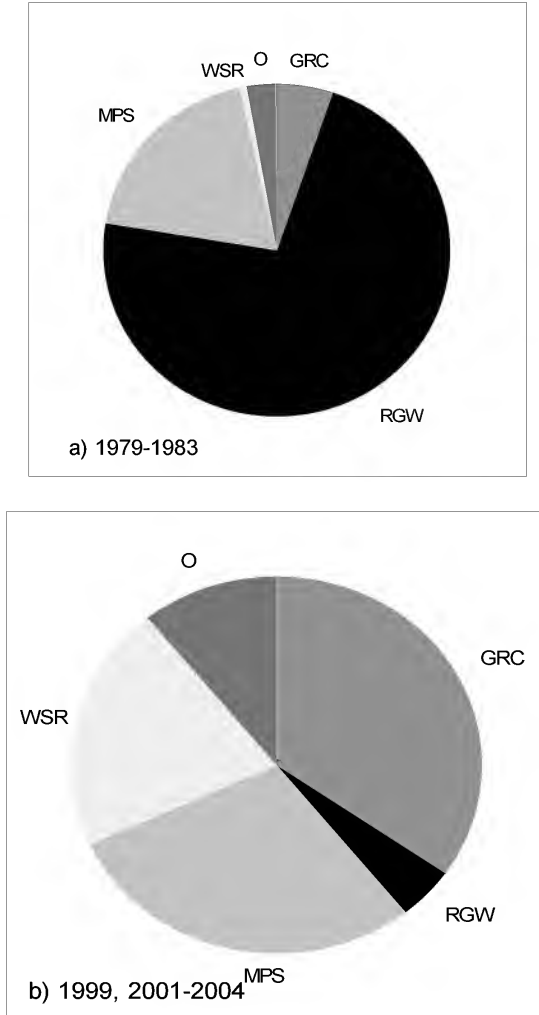 O
GRC
WSR
MPS
RGW
a) 1979-1983
O
GRC
WSR
RGW
MPS
b) 1999, 2001-2004